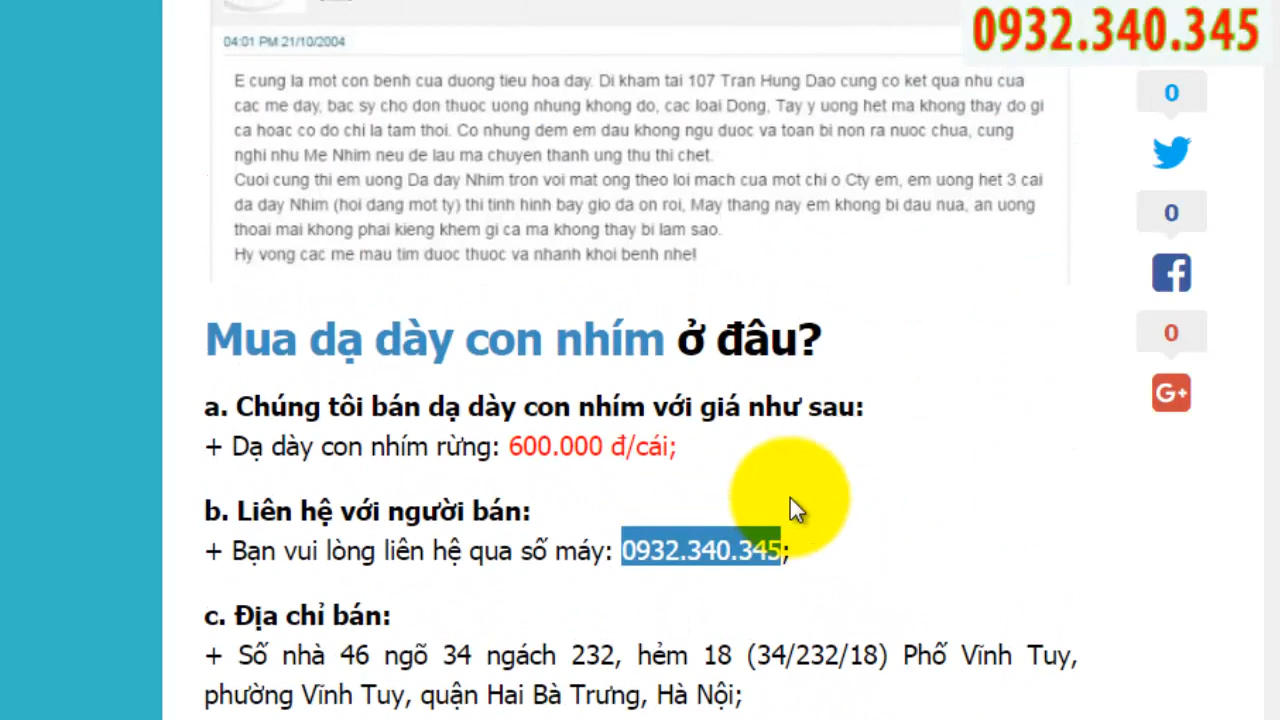 0932.340.345
04:01 PM 21/10/2004
E cung la mot con benh cua duong tieu hoa day. Di kham tai 107 Tran Hung Dao cung co ket qua nhu cua
cac me day, bac sy cho don thuoc uong nhung khong do, cac loai Dong, Tay y uong het ma khong thay do gi
ca hoac co do chi la tam thoi. Co nhung dem em dau khong ngu duoc va toan bi non ra nuoc chua, cung
nghi nhu Me Nhim neu de lau ma chuyen thanh ung thu thi chet.
Cuoi cung thi em uong Da day Nhim tron voi mat ong theo loi mach cua mot chi o Cty em, em uong het 3 cai
da day Nhim (hoi dang mot ty) thi tinh hinh bay gio da on roi, May thang nay em khong bi dau nua, an uong
thoai mai khong phai kieng khem gi ca ma khong thay bi lam sao.
Hy vong cac me mau tim duoc thuoc va nhanh khoi benh nhe!
Mua dạ dày con nhím ở đâu?
a. Chúng tôi bán dạ dày con nhím với giá như sau:
+ Dạ dày con nhím rừng: 600.000 đ/cái;
b. Liên hệ với người bán:
+ Bạn vui lòng liên hệ qua số máy: 0932.340.345;
c. Địa chỉ bán:
+ Số nhà 46 ngõ 34 ngách 232, hẻm 18 (34/232/18) Phố Vĩnh Tuy,
phường Vĩnh Tuy, quận Hai Bà Trưng, Hà Nội;
0
0
0
G+